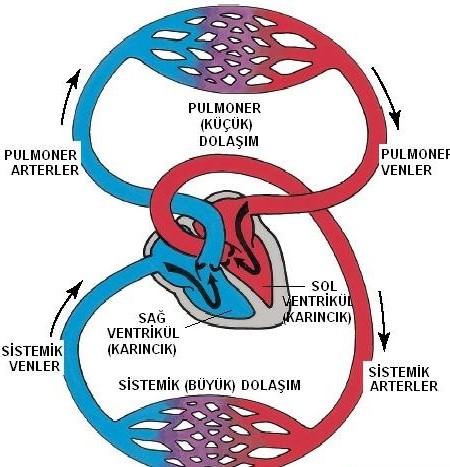 PULMONER
(KÜÇÜK)
DOLAŞIM
PULMONER
ARTERLER
PULMONER
VENLER
SOL
VENTRİKÜL
(KARINCIK)
SAĞ
VENTRİKÜL
(KARINCIK)
SİSTEMİK
VENLER
SİSTEMİK
ARTERLER
SİSTEMİK (BÜYÜK) DOLAŞIM